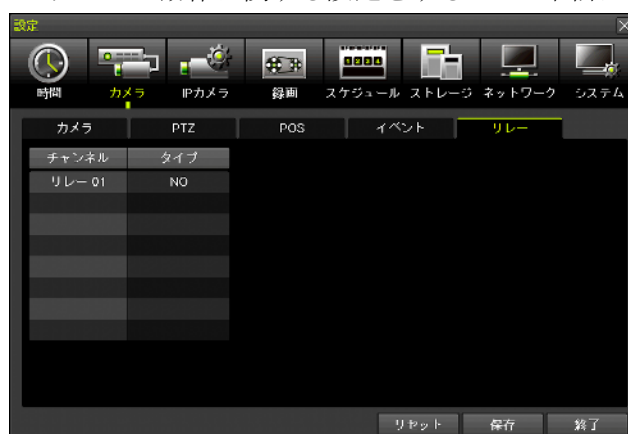 設定
時間 カメラ IPカメラ 録画 スケジュール ストレージ ネットワーク システム
カメラ PTZ POS イベント リレー
チャンネル タイプ
リレー 01 NO
リセット 保存 終了